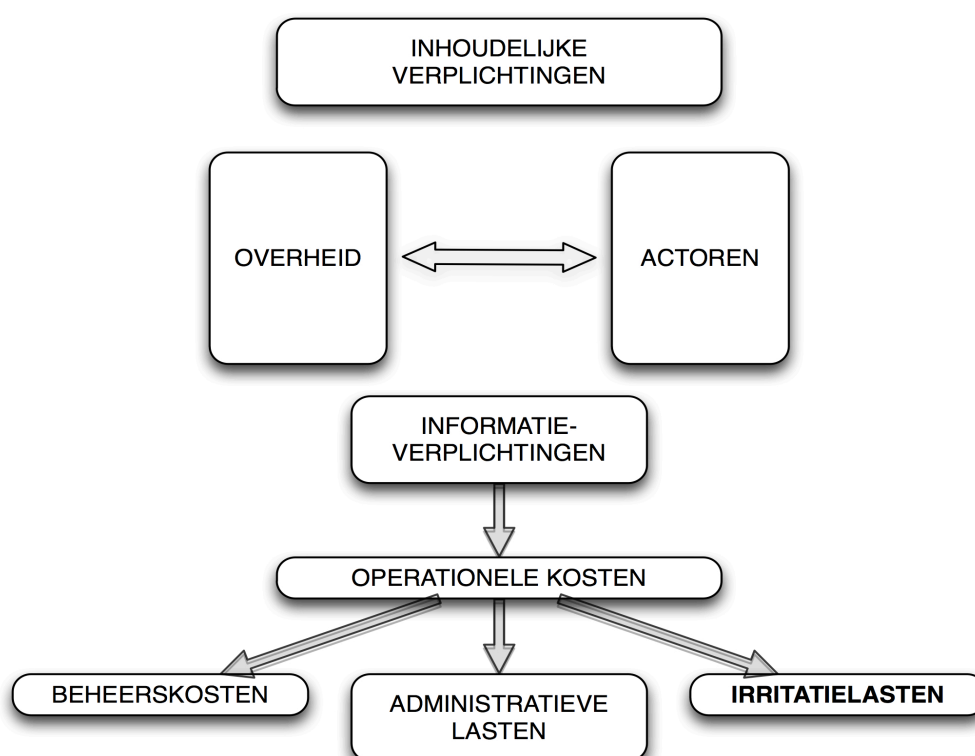 INHOUDELIJKE
VERPLICHTINGEN
OVERHEID
ACTOREN
INFORMATIE-
VERPLICHTINGEN
OPERATIONELE KOSTEN
BEHEERSKOSTEN
ADMINISTRATIEVE
LASTEN
IRRITATIELASTEN